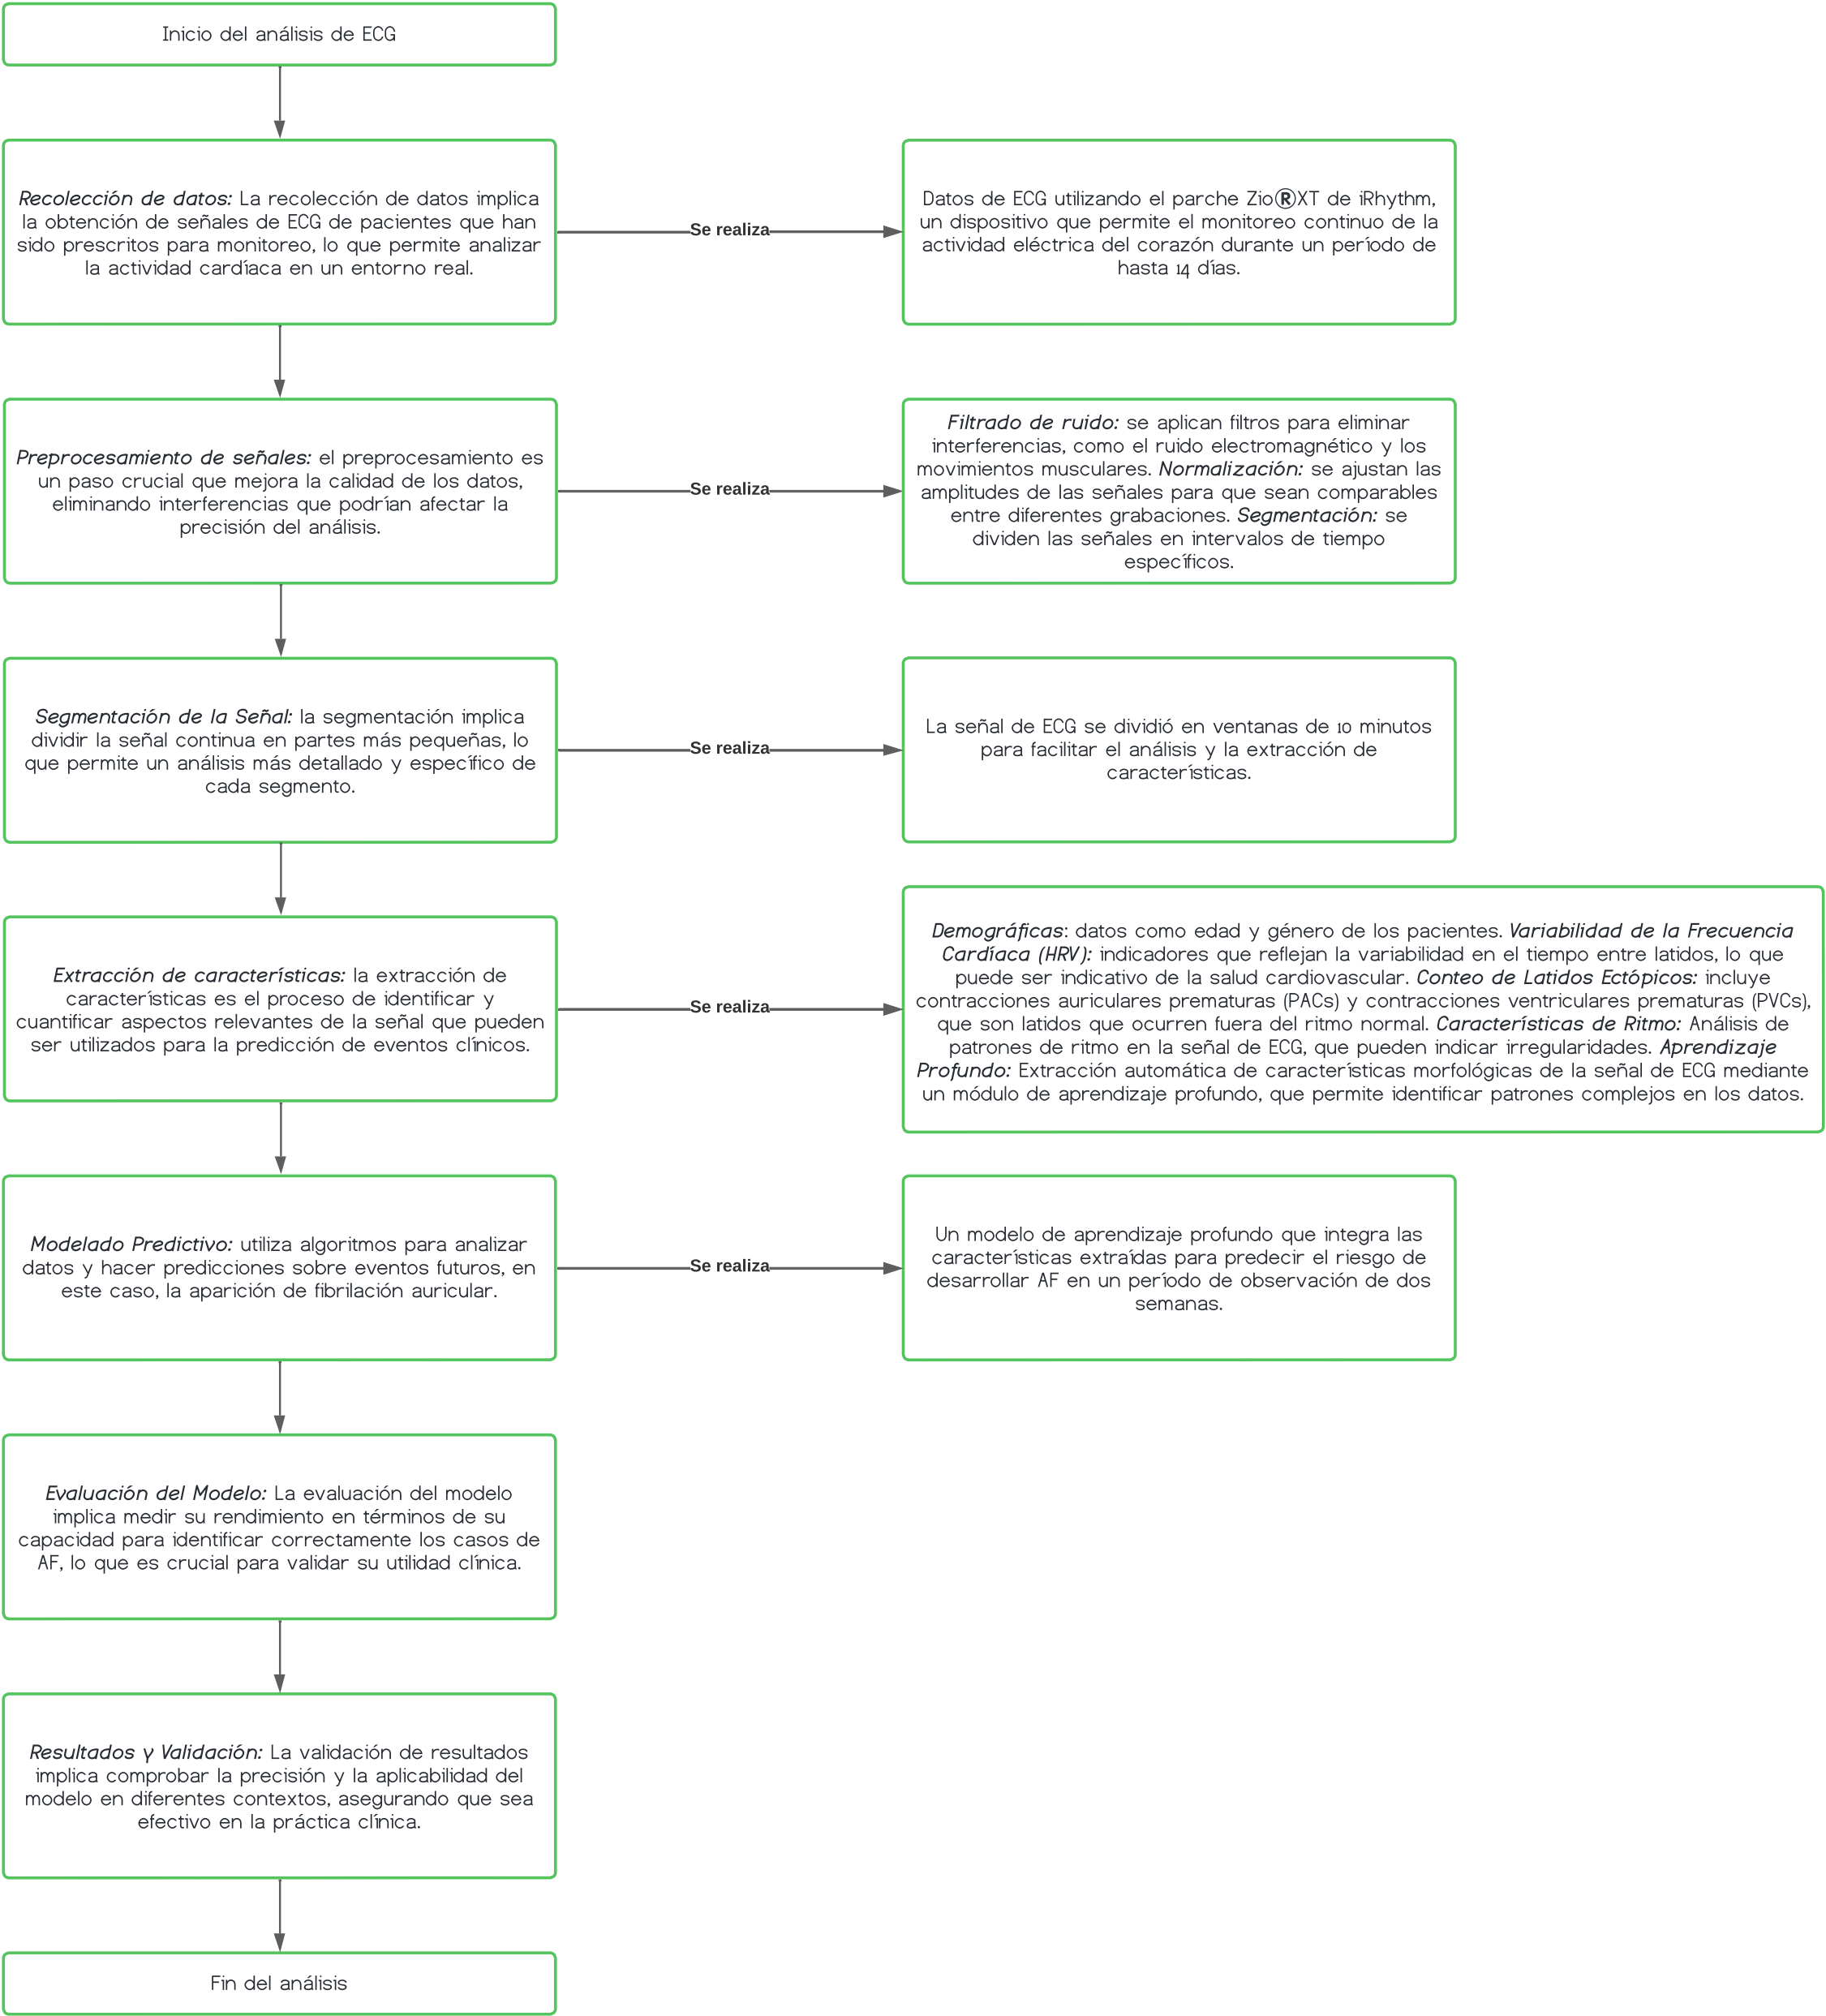 Inicio del análisis de ECG
Recolección de datos: La recolección de datos implica
la obtención de señales de ECG de pacientes que han
sido prescritos para monitoreo, lo que permite analizar
la actividad cardíaca en un entorno real.
Se realiza
Datos de ECG utilizando el parche Zio®XT de iRhythm,
un dispositivo que permite el monitoreo continuo de la
actividad eléctrica del corazón durante un período de
hasta 14 días.
Preprocesamiento de señales: el preprocesamiento es
un paso crucial que mejora la calidad de los datos,
eliminando interferencias que podrían afectar la
precisión del análisis.
Se realiza
Filtrado de ruido: se aplican filtros para eliminar
interferencias, como el ruido electromagnético y los
movimientos musculares. Normalización: se ajustan las
amplitudes de las señales para que sean comparables
entre diferentes grabaciones. Segmentación: se
dividen las señales en intervalos de tiempo
específicos.
Segmentación de la Señal: la segmentación implica
dividir la señal continua en partes más pequeñas, lo
que permite un análisis más detallado y específico de
cada segmento.
Se realiza
La señal de ECG se dividió en ventanas de 10 minutos
para facilitar el análisis y la extracción de
características.
Extracción de características: la extracción de
características es el proceso de identificar y
cuantificar aspectos relevantes de la señal que pueden
ser utilizados para la predicción de eventos clínicos.
Se realiza
Demográficas: datos como edad y género de los pacientes. Variabilidad de la Frecuencia
Cardíaca (HRV): indicadores que reflejan la variabilidad en el tiempo entre latidos, lo que
puede ser indicativo de la salud cardiovascular. Conteo de Latidos Ectópicos: incluye
contracciones auriculares prematuras (PACs) y contracciones ventriculares prematuras (PVCs),
que son latidos que ocurren fuera del ritmo normal. Características de Ritmo: Análisis de
patrones de ritmo en la señal de ECG, que pueden indicar irregularidades. Aprendizaje
Profundo: Extracción automática de características morfológicas de la señal de ECG mediante
un módulo de aprendizaje profundo, que permite identificar patrones complejos en los datos.
Modelado Predictivo: utiliza algoritmos para analizar
datos y hacer predicciones sobre eventos futuros, en
este caso, la aparición de fibrilación auricular.
Se realiza
Un modelo de aprendizaje profundo que integra las
características extraídas para predecir el riesgo de
desarrollar AF en un período de observación de dos
semanas.
Evaluación del Modelo: La evaluación del modelo
implica medir su rendimiento en términos de su
capacidad para identificar correctamente los casos de
AF, lo que es crucial para validar su utilidad clínica.
Resultados y Validación: La validación de resultados
implica comprobar la precisión y la aplicabilidad del
modelo en diferentes contextos, asegurando que sea
efectivo en la práctica clínica.
Fin del análisis